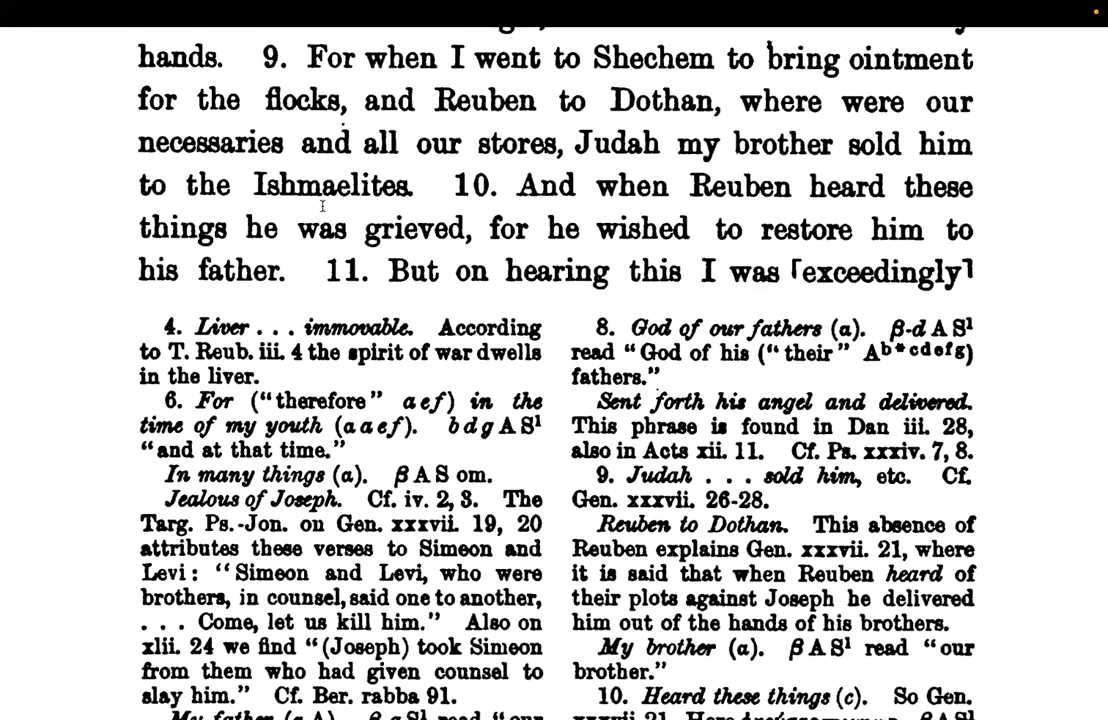 hands. 9. For when I went to Shechem to bring ointment
for the flocks, and Reuben to Dothan, where were our
necessaries and all our stores, Judah my brother sold him
to the Ishmaelites. 10. And when Reuben heard these
things he was grieved, for he wished to restore him to
his father. 11. But on hearing this I was ⌈exceedingly⌉
4. Liver . . . immovable. According
to T. Reub. iii. 4 the spirit of war dwells
in the liver.
6. For (“therefore” a e f) in the
time of my youth (a a e f). b d g A S¹
“and at that time.”
In many things (a). β A S om.
Jealous of Joseph. Cf. iv. 2, 3. The
Targ. Ps.-Jon. on Gen. xxxvii. 19, 20
attributes these verses to Simeon and
Levi: “Simeon and Levi, who were
brothers, in counsel, said one to another,
. . . Come, let us kill him.” Also on
xlii. 24 we find “(Joseph) took Simeon
from them who had given counsel to
slay him.” Cf. Ber. rabba 91.
My father (a A). β S¹ read “our
8. God of our fathers (a). β-d A S¹
read “God of his (“their” Aᵇ*ᶜᵈᵉᶠᵍ)
fathers.”
Sent forth his angel and delivered.
This phrase is found in Dan iii. 28,
also in Acts xii. 11. Cf. Ps. xxxiv. 7, 8.
9. Judah . . . sold him, etc. Cf.
Gen. xxxvii. 26-28.
Reuben to Dothan. This absence of
Reuben explains Gen. xxxvii. 21, where
it is said that when Reuben heard of
their plots against Joseph he delivered
him out of the hands of his brothers.
My brother (a). β A S¹ read “our
brother.”
10. Heard these things (c). So Gen.
xxxvii. 21. Here β A S¹